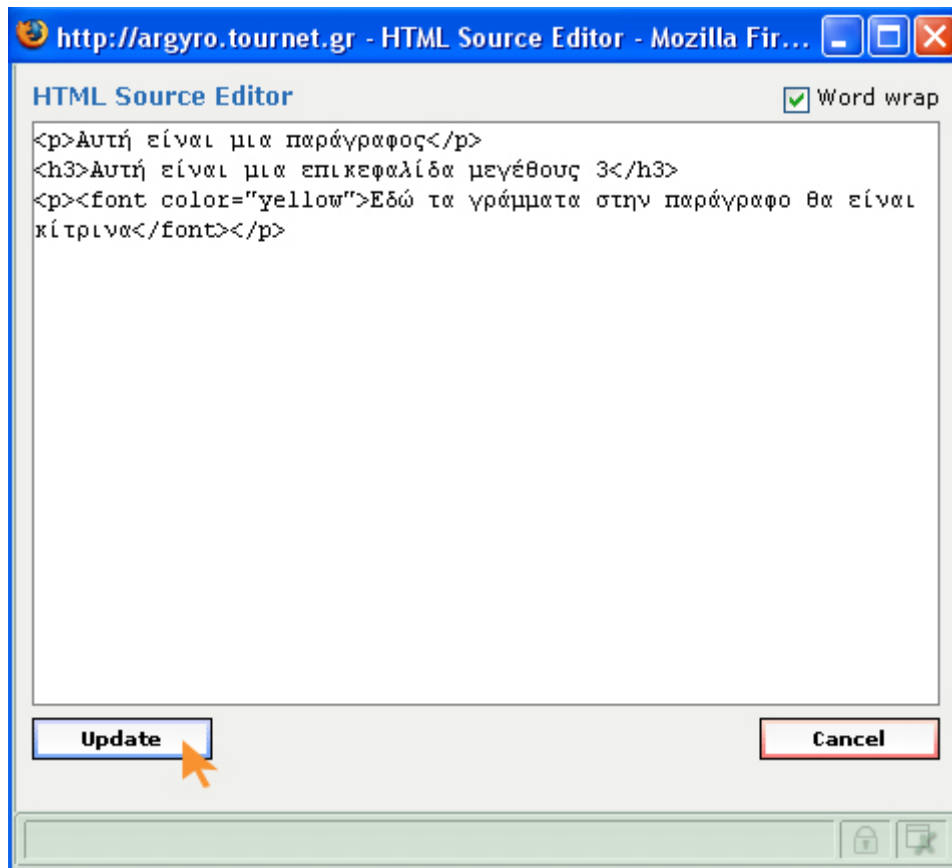 http://argyro.tournet.gr - HTML Source Editor - Mozilla Fir...
HTML Source Editor
Word wrap
<p>Αυτή είναι μια παράγραφος</p>
<h3>Αυτή είναι μια επικεφαλίδα μεγέθους 3</h3>
<p><font color="yellow">Εδώ τα γράμματα στην παράγραφο θα είναι
κίτρινα</font></p>
Update
Cancel